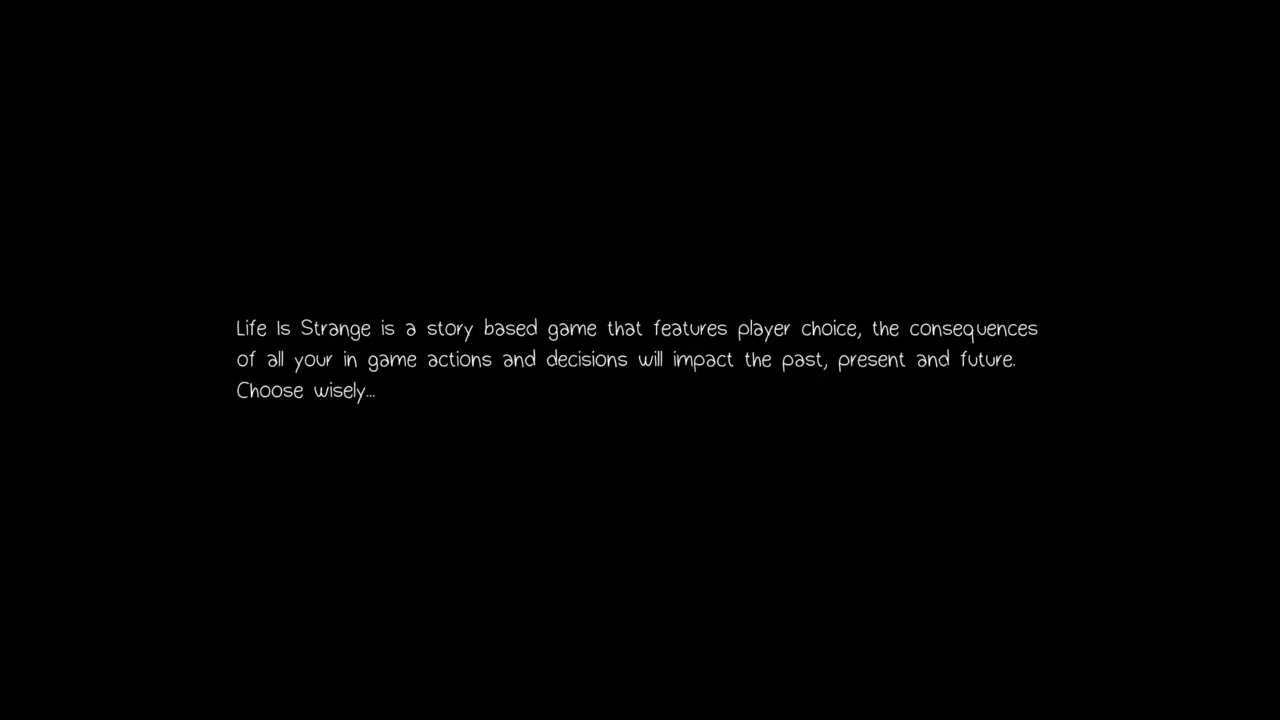 Life Is Strange is a story based game that features player choice, the consequences
of all your in game actions and decisions will impact the past, present and future.
Choose wisely...